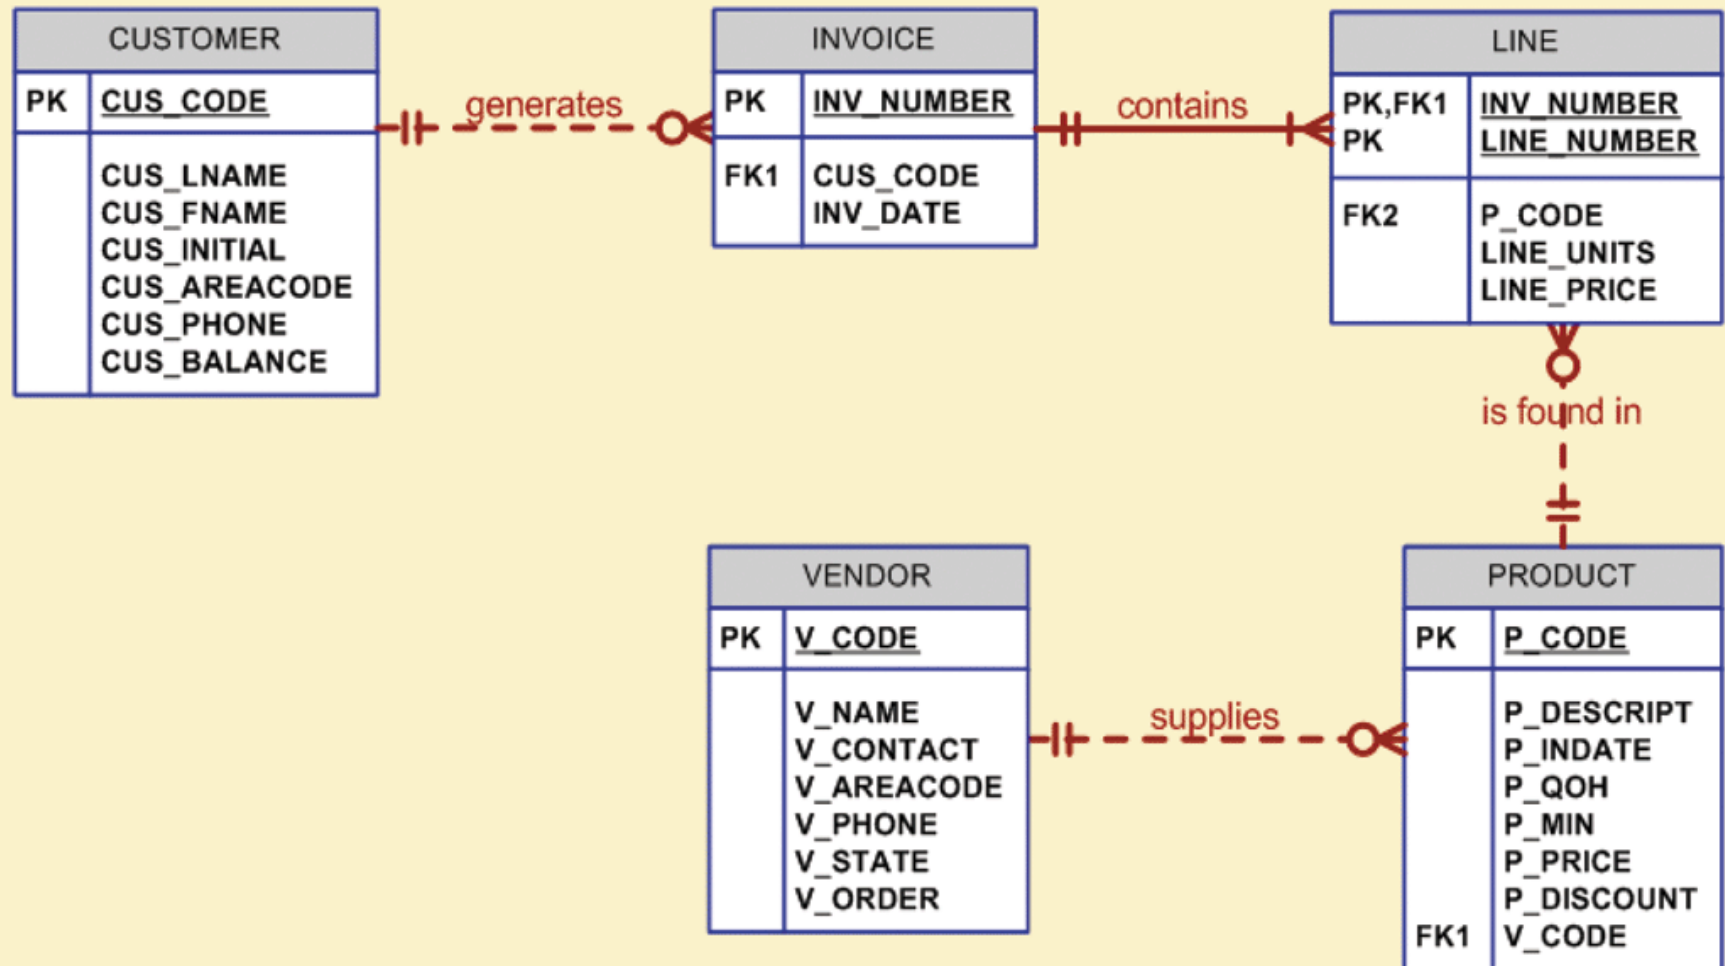 CUSTOMER
PK CUS_CODE
CUS_LNAME
CUS_FNAME
CUS_INITIAL
CUS_AREACODE
CUS_PHONE
CUS_BALANCE
generates
INVOICE
PK INV_NUMBER
FK1 CUS_CODE
INV_DATE
contains
LINE
PK,FK1 INV_NUMBER
PK LINE_NUMBER
FK2 P_CODE
LINE_UNITS
LINE_PRICE
is found in
VENDOR
PK V_CODE
V_NAME
V_CONTACT
V_AREACODE
V_PHONE
V_STATE
V_ORDER
supplies
PRODUCT
PK P_CODE
P_DESCRIPT
P_INDATE
P_QOH
P_MIN
P_PRICE
P_DISCOUNT
FK1 V_CODE